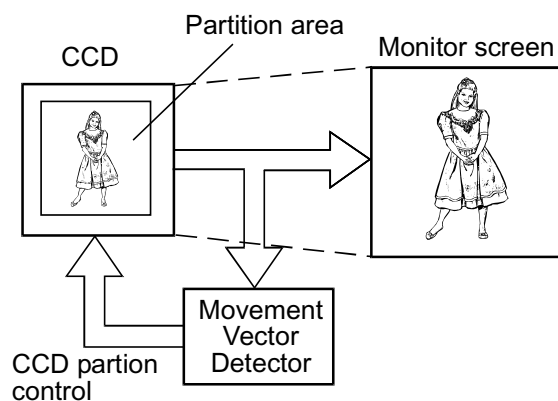 Partition area
CCD
Monitor screen
Movement
Vector
Detector
CCD partion
control